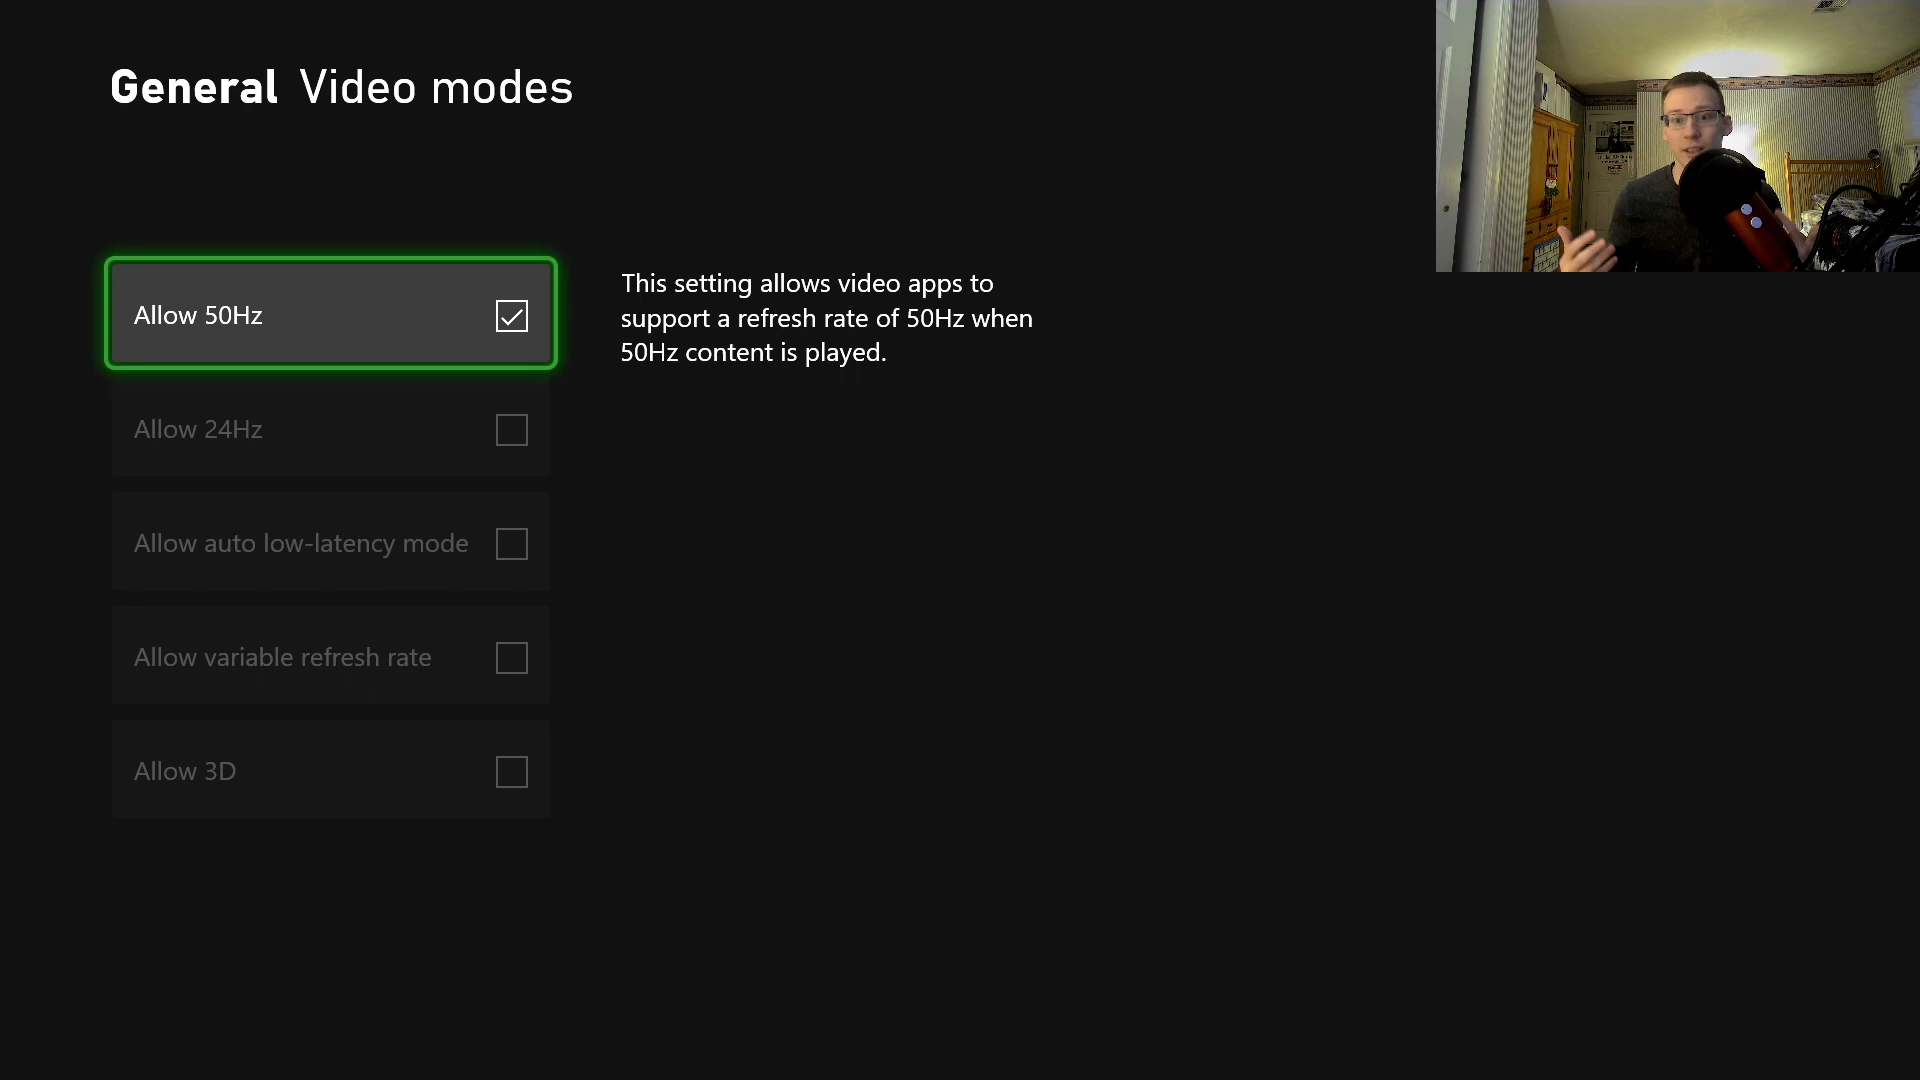 General Video modes
Allow 50Hz
This setting allows video apps to
support a refresh rate of 50Hz when
50Hz content is played.
Allow 24Hz
Allow auto low-latency mode
Allow variable refresh rate
Allow 3D